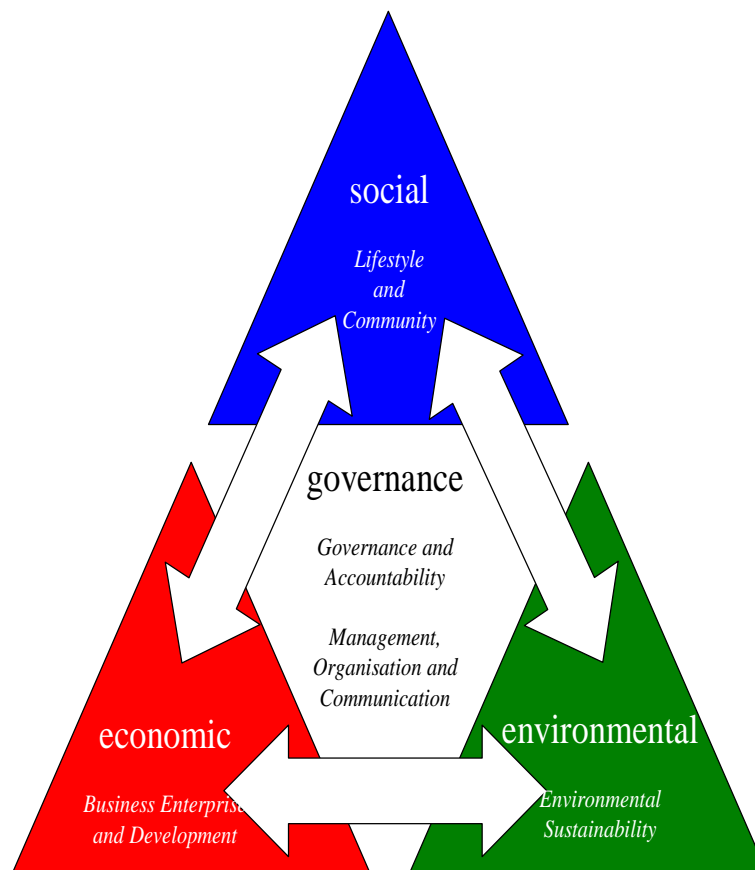 social
Lifestyle
and
Community
governance
Governance and
Accountability
Management,
Organisation and
Communication
economic
Business Enterprise
and Development
environmental
Environmental
Sustainability